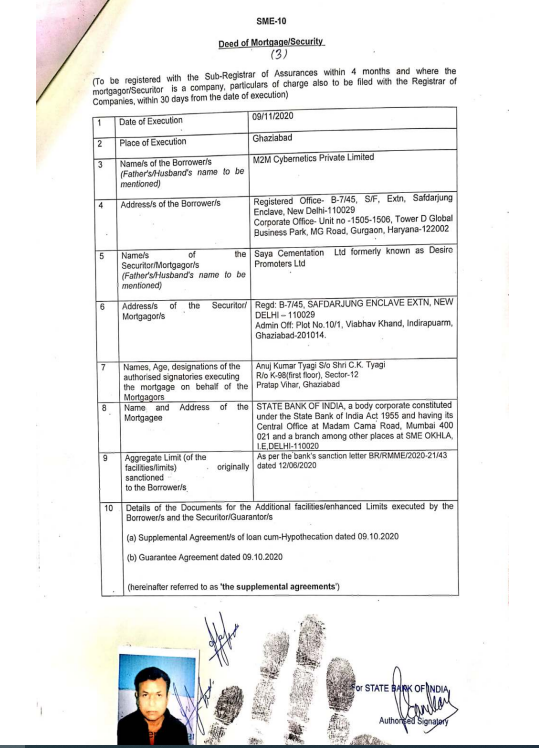 SME-10
Deed of Mortgage/Security
(3)
(To be registered with the Sub-Registrar of Assurances within 4 months and where the
mortgagor/Securitor is a company, particulars of charge also to be filed with the Registrar of
Companies, within 30 days from the date of execution)
1 Date of Execution 09/11/2020
2 Place of Execution Ghaziabad
3 Name/s of the Borrower/s M2M Cybernetics Private Limited
(Father's/Husband's name to be
mentioned)
4 Address/s of the Borrower/s Registered Office- B-7/45, S/F, Extn, Safdarjung
Enclave, New Delhi-110029
Corporate Office- Unit no -1505-1506, Tower D Global
Business Park, MG Road, Gurgaon, Haryana-122002
5 Name/s of the Saya Cementation Ltd formerly known as Desiro
Securitor/Mortgagor/s Promoters Ltd
(Father's/Husband's name to be
mentioned)
6 Address/s of the Securitor/ Regd: B-7/45, SAFDARJUNG ENCLAVE EXTN, NEW
Mortgagor/s DELHI – 110029
Admin Off: Plot No.10/1, Viabhav Khand, Indirapuarm,
Ghaziabad-201014.
7 Names, Age, designations of the Anuj Kumar Tyagi S/o Shri C.K. Tyagi
authorised signatories executing R/o K-98(first floor), Sector-12
the mortgage on behalf of the Pratap Vihar, Ghaziabad
Mortgagors
8 Name and Address of the STATE BANK OF INDIA, a body corporate constituted
Mortgagee under the State Bank of India Act 1955 and having its
Central Office at Madam Cama Road, Mumbai 400
021 and a branch among other places at SME OKHLA,
I.E,DELHI-110020
9 Aggregate Limit (of the As per the bank's sanction letter BR/RMME/2020-21/43
facilities/limits) originally dated 12/06/2020
sanctioned
to the Borrower/s
10 Details of the Documents for the Additional facilities/enhanced Limits executed by the
Borrower/s and the Securitor/Guarantor/s
(a) Supplemental Agreement/s of loan cum-Hypothecation dated 09.10.2020
(b) Guarantee Agreement dated 09.10.2020
(hereinafter referred to as 'the supplemental agreements')
For STATE BANK OF INDIA
Authorised Signatory